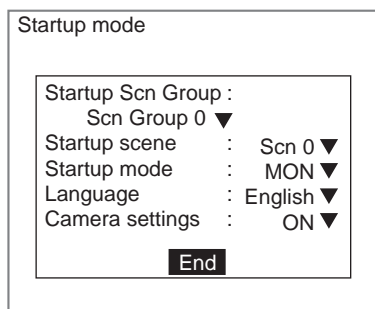 Startup mode
Startup Scn Group :
Scn Group 0 ▼
Startup scene : Scn 0 ▼
Startup mode : MON ▼
Language : English ▼
Camera settings : ON ▼
End